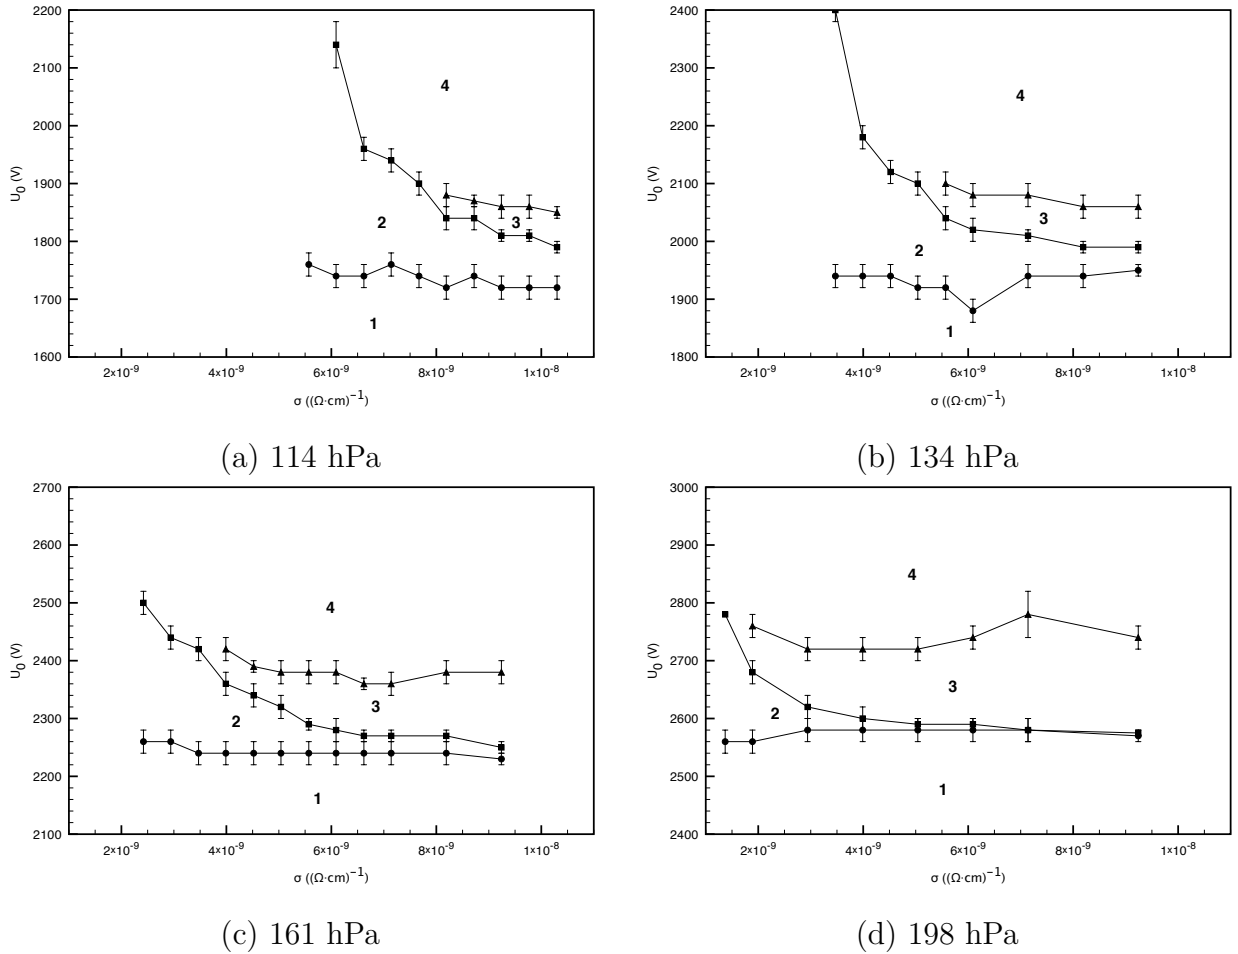 2200
2100
2000
1900
1800
1700
1600
U₀ (V)
4
2
3
1
2×10⁻⁹ 4×10⁻⁹ 6×10⁻⁹ 8×10⁻⁹ 1×10⁻⁸
σ ((Ω·cm)⁻¹
(a) 114 hPa
2400
2300
2200
2100
2000
1900
1800
U₀ (V)
4
3
2
1
2×10⁻⁹ 4×10⁻⁹ 6×10⁻⁹ 8×10⁻⁹ 1×10⁻⁸
σ ((Ω·cm)⁻¹
(b) 134 hPa
2700
2600
2500
2400
2300
2200
2100
U₀ (V)
4
3
2
1
2×10⁻⁹ 4×10⁻⁹ 6×10⁻⁹ 8×10⁻⁹ 1×10⁻⁸
σ ((Ω·cm)⁻¹
(c) 161 hPa
3000
2900
2800
2700
2600
2500
2400
U₀ (V)
4
3
2
1
2×10⁻⁹ 4×10⁻⁹ 6×10⁻⁹ 8×10⁻⁹ 1×10⁻⁸
σ ((Ω·cm)⁻¹
(d) 198 hPa